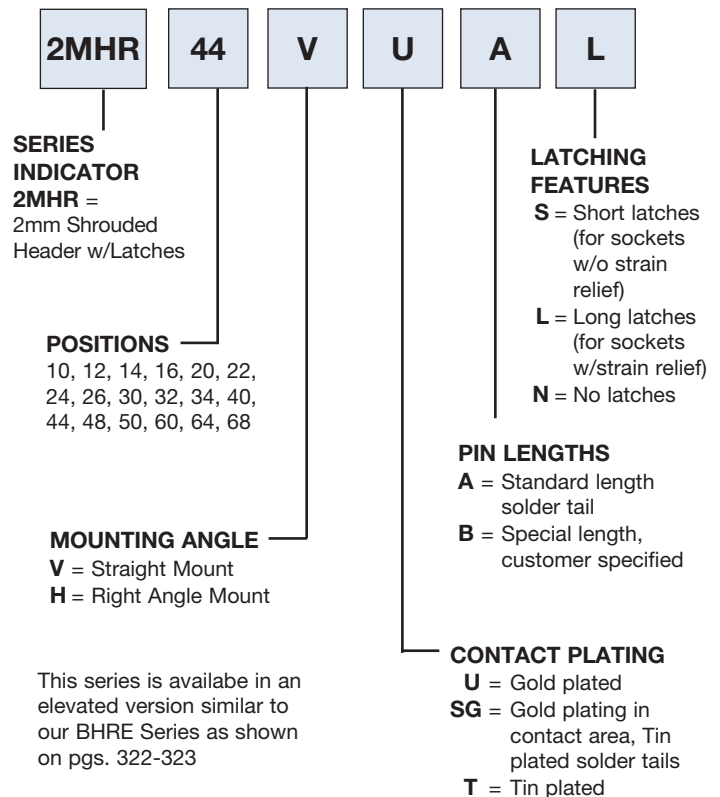 2MHR 44 V U A L
SERIES
INDICATOR
2MHR =
2mm Shrouded
Header w/Latches
LATCHING
FEATURES
S = Short latches
(for sockets
w/o strain
relief)
L = Long latches
(for sockets
w/strain relief)
N = No latches
POSITIONS
10, 12, 14, 16, 20, 22,
24, 26, 30, 32, 34, 40,
44, 48, 50, 60, 64, 68
PIN LENGTHS
A = Standard length
solder tail
B = Special length,
customer specified
MOUNTING ANGLE
V = Straight Mount
H = Right Angle Mount
CONTACT PLATING
U = Gold plated
SG = Gold plating in
contact area, Tin
plated solder tails
T = Tin plated
This series is availabe in an
elevated version similar to
our BHRE Series as shown
on pgs. 322-323